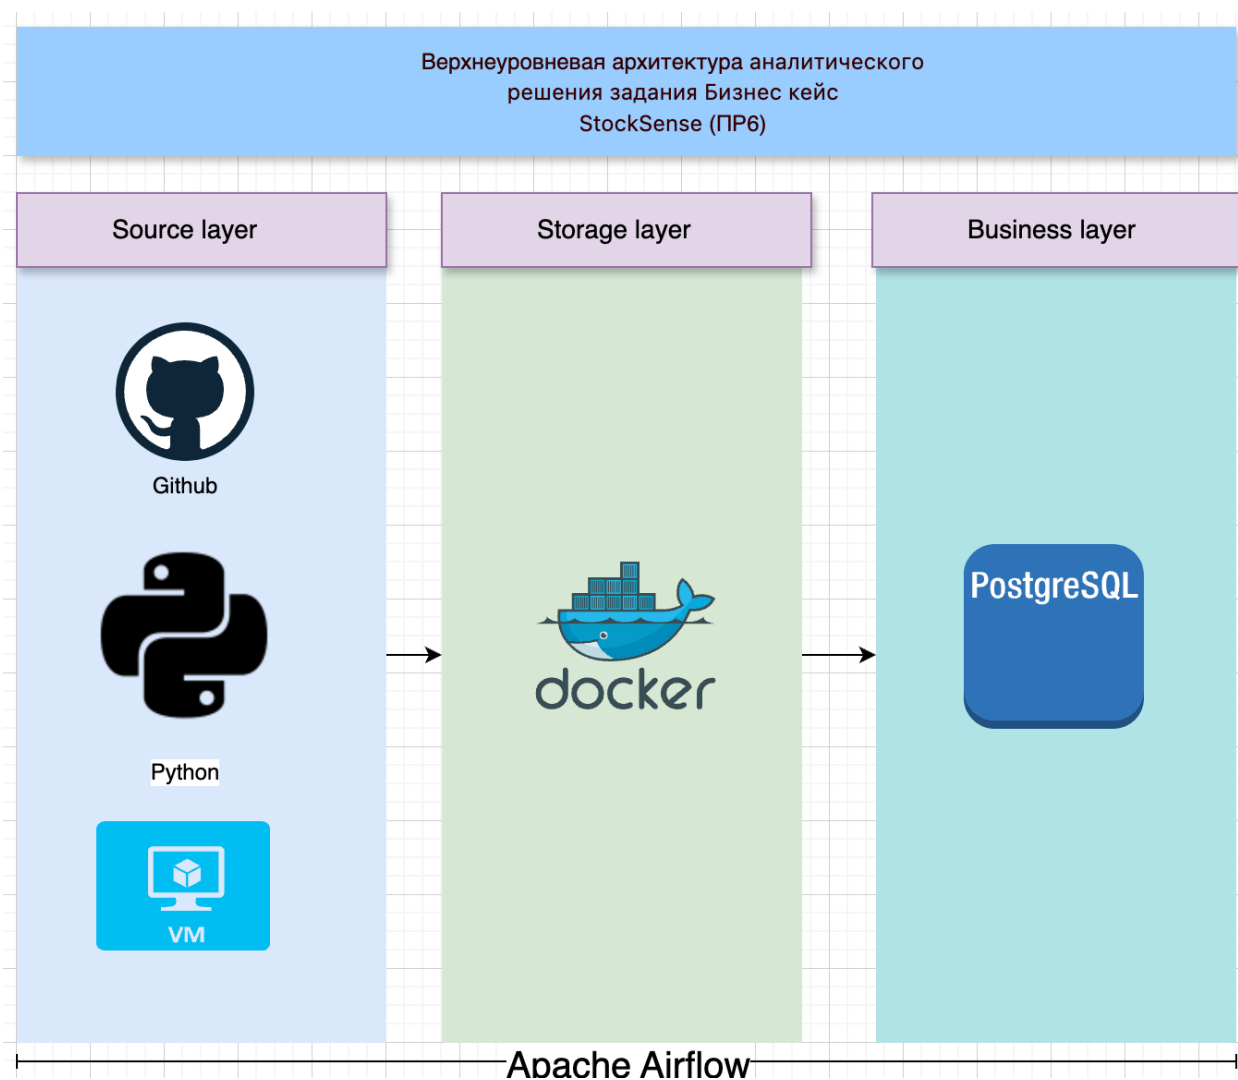 Верхнеуровневая архитектура аналитического
решения задания Бизнес кейс
StockSense (ПР6)
Source layer
Storage layer
Business layer
Github
Python
VM
docker
PostgreSQL
Apache Airflow